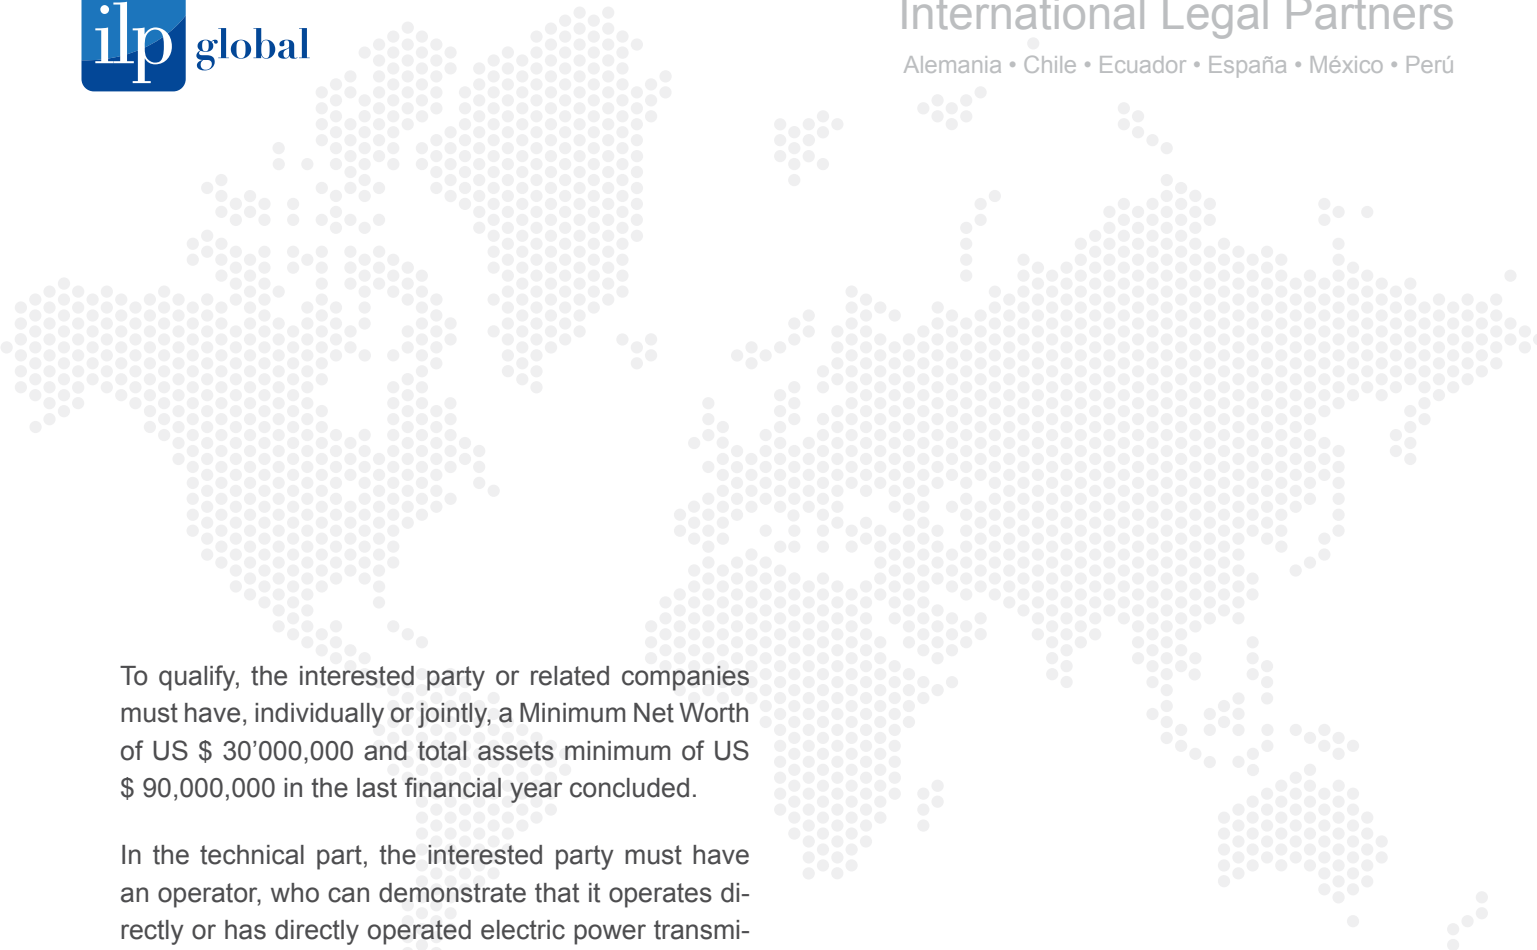 ilp global
International Legal Partners
Alemania • Chile • Ecuador • España • México • Perú
To qualify, the interested party or related companies
must have, individually or jointly, a Minimum Net Worth
of US $ 30’000,000 and total assets minimum of US
$ 90,000,000 in the last financial year concluded.
In the technical part, the interested party must have
an operator, who can demonstrate that it operates di-
rectly or has directly operated electric power transmi-